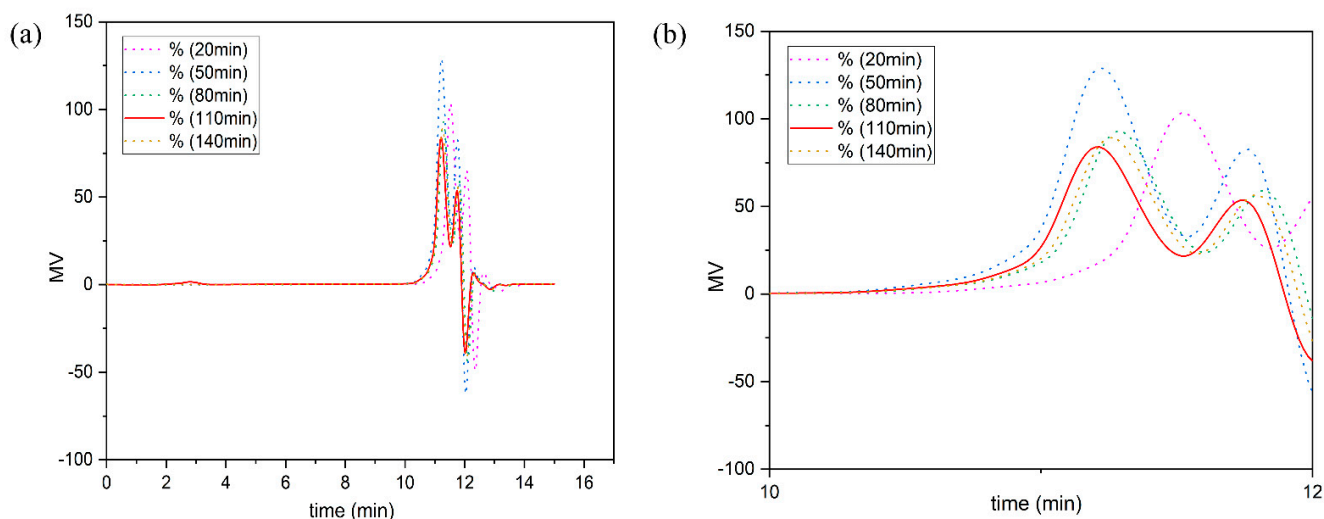 (a)
150
100
50
0
-50
-100
MV
% (20min)
% (50min)
% (80min)
% (110min)
% (140min)
0 2 4 6 8 10 12 14 16
time (min)
(b)
150
100
50
0
-50
-100
MV
% (20min)
% (50min)
% (80min)
% (110min)
% (140min)
10 12
time (min)